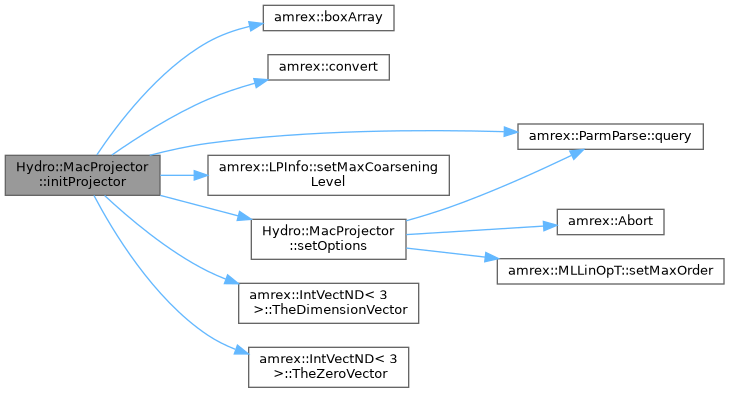 amrex::boxArray
amrex::convert
amrex::ParmParse::query
Hydro::MacProjector
::initProjector
amrex::LPInfo::setMaxCoarsening
Level
Hydro::MacProjector
::setOptions
amrex::Abort
amrex::MLLinOpT::setMaxOrder
amrex::IntVectND< 3
>::TheDimensionVector
amrex::IntVectND< 3
>::TheZeroVector